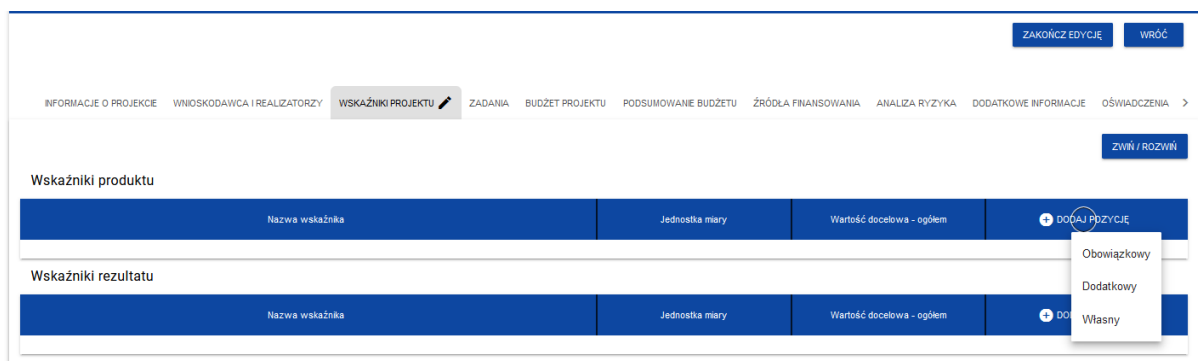 ZAKOŃCZ EDYCJĘ WRÓĆ
INFORMACJE O PROJEKCIE WNIOSKODAWCA I REALIZATORZY WSKAŹNIKI PROJEKTU ZADANIA BUDŻET PROJEKTU PODSUMOWANIE BUDŻETU ŹRÓDŁA FINANSOWANIA ANALIZA RYZYKA DODATKOWE INFORMACJE OŚWIADCZENIA
ZWIŃ / ROZWIŃ
Wskaźniki produktu
Nazwa wskaźnika Jednostka miary Wartość docelowa - ogółem DODAJ POZYCJĘ
Obowiązkowy
Wskaźniki rezultatu
Dodatkowy
Nazwa wskaźnika Jednostka miary Wartość docelowa - ogółem
Własny